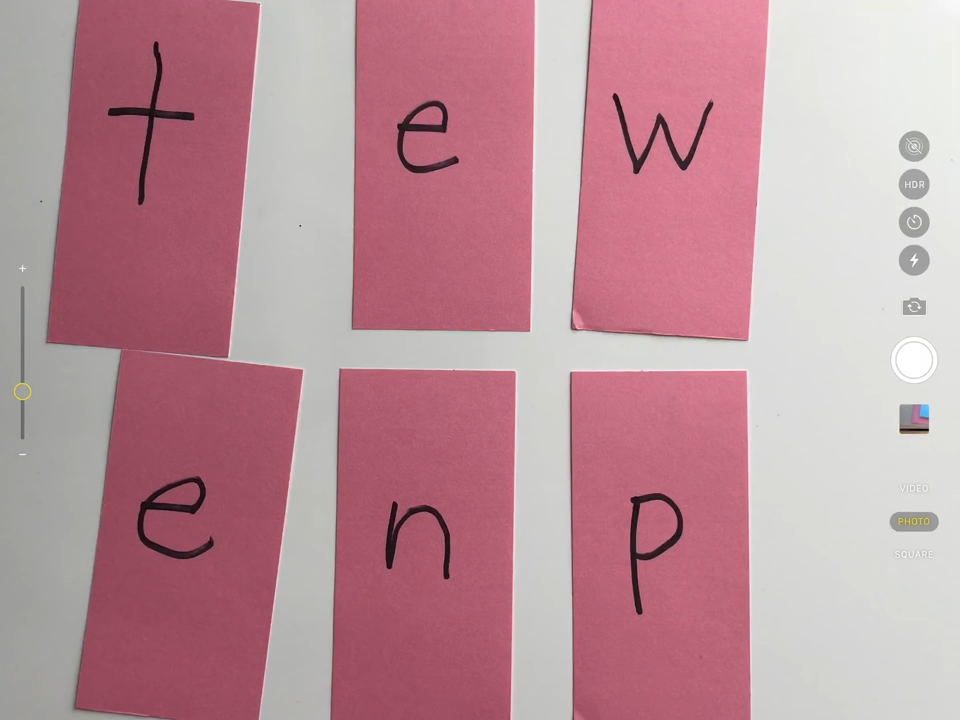 t e w
e n p
HDR
VIDEO
PHOTO
SQUARE